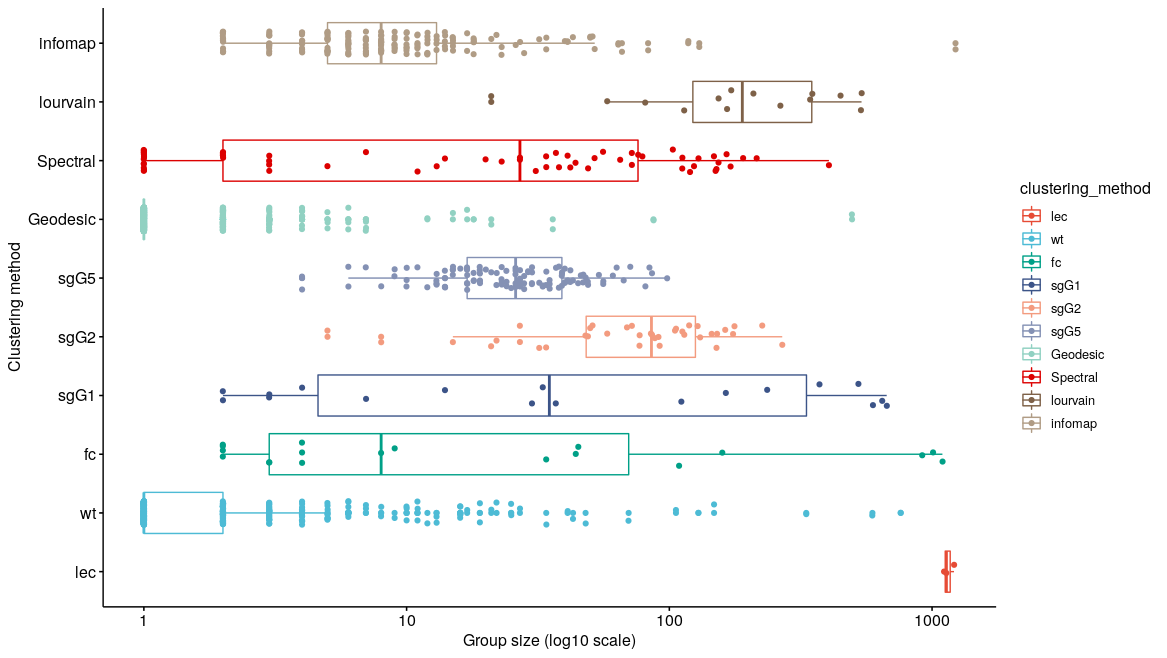 Clustering method
infomap
lourvain
Spectral
Geodesic
sgG5
sgG2
sgG1
fc
wt
lec
1 10 100 1000
Group size (log10 scale)
clustering_method
lec
wt
fc
sgG1
sgG2
sgG5
Geodesic
Spectral
lourvain
infomap